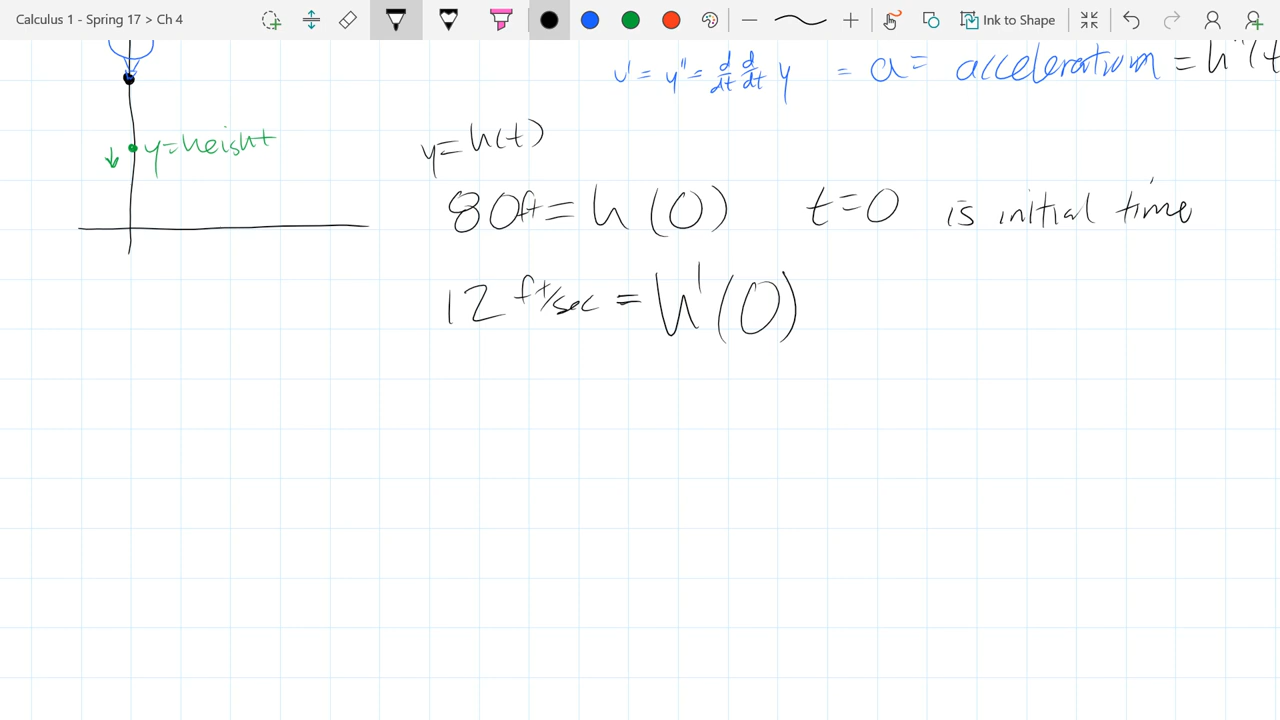 Calculus 1 - Spring 17 > Ch 4
Ink to Shape
v' = y'' = d/dt d/dt y = a = acceleration = h''(t
y=height
y=h(t)
80ft = h(0) t=0 is initial time
12 ft/sec = h'(0)